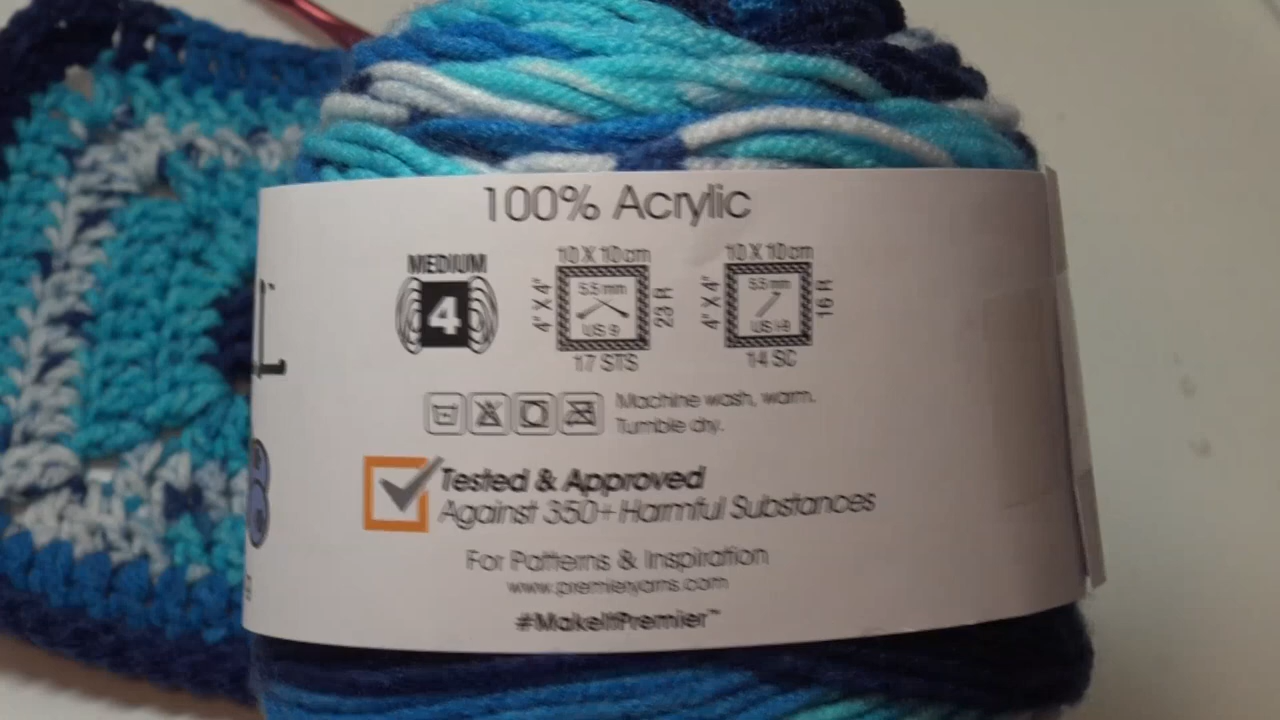 100% Acrylic
MEDIUM
4
10 X 10 cm
4" X 4"
5.5 mm
US 9
23 R
17 STS
10 X 10 cm
4" X 4"
5.5 mm
US I-9
16 R
14 SC
Machine wash, warm.
Tumble dry.
Tested & Approved
Against 350+ Harmful Substances
For Patterns & Inspiration
www.premieryarns.com
#MakeItPremier™